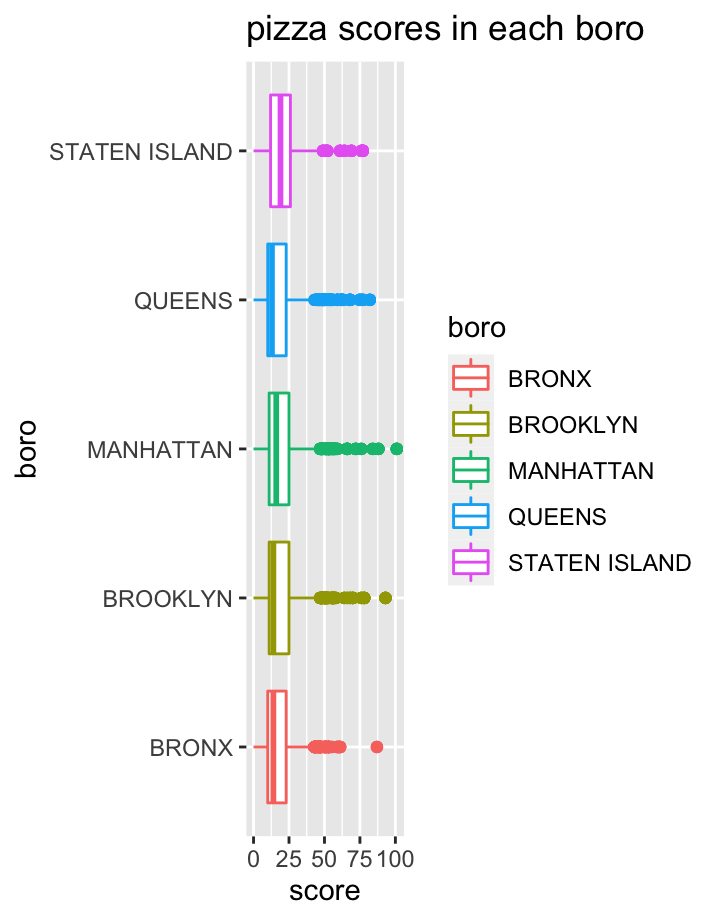 pizza scores in each boro
boro
STATEN ISLAND
QUEENS
MANHATTAN
BROOKLYN
BRONX
0 25 50 75 100
score
boro
BRONX
BROOKLYN
MANHATTAN
QUEENS
STATEN ISLAND